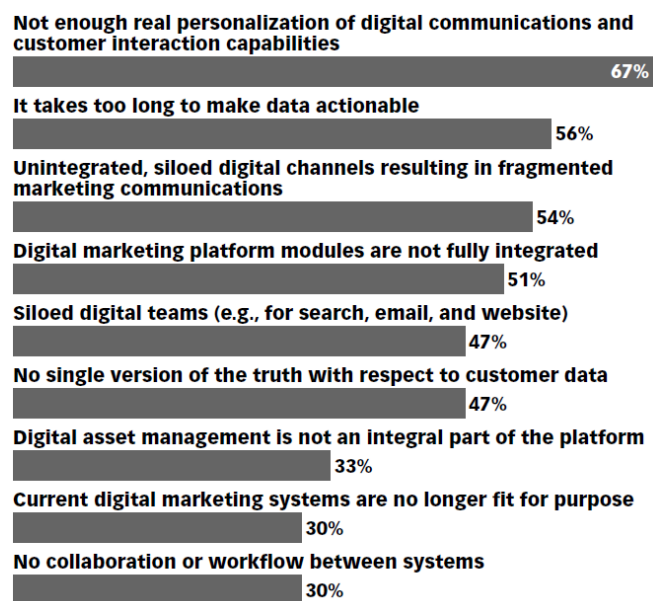 Not enough real personalization of digital communications and
customer interaction capabilities
67%
It takes too long to make data actionable
56%
Unintegrated, siloed digital channels resulting in fragmented
marketing communications
54%
Digital marketing platform modules are not fully integrated
51%
Siloed digital teams (e.g., for search, email, and website)
47%
No single version of the truth with respect to customer data
47%
Digital asset management is not an integral part of the platform
33%
Current digital marketing systems are no longer fit for purpose
30%
No collaboration or workflow between systems
30%